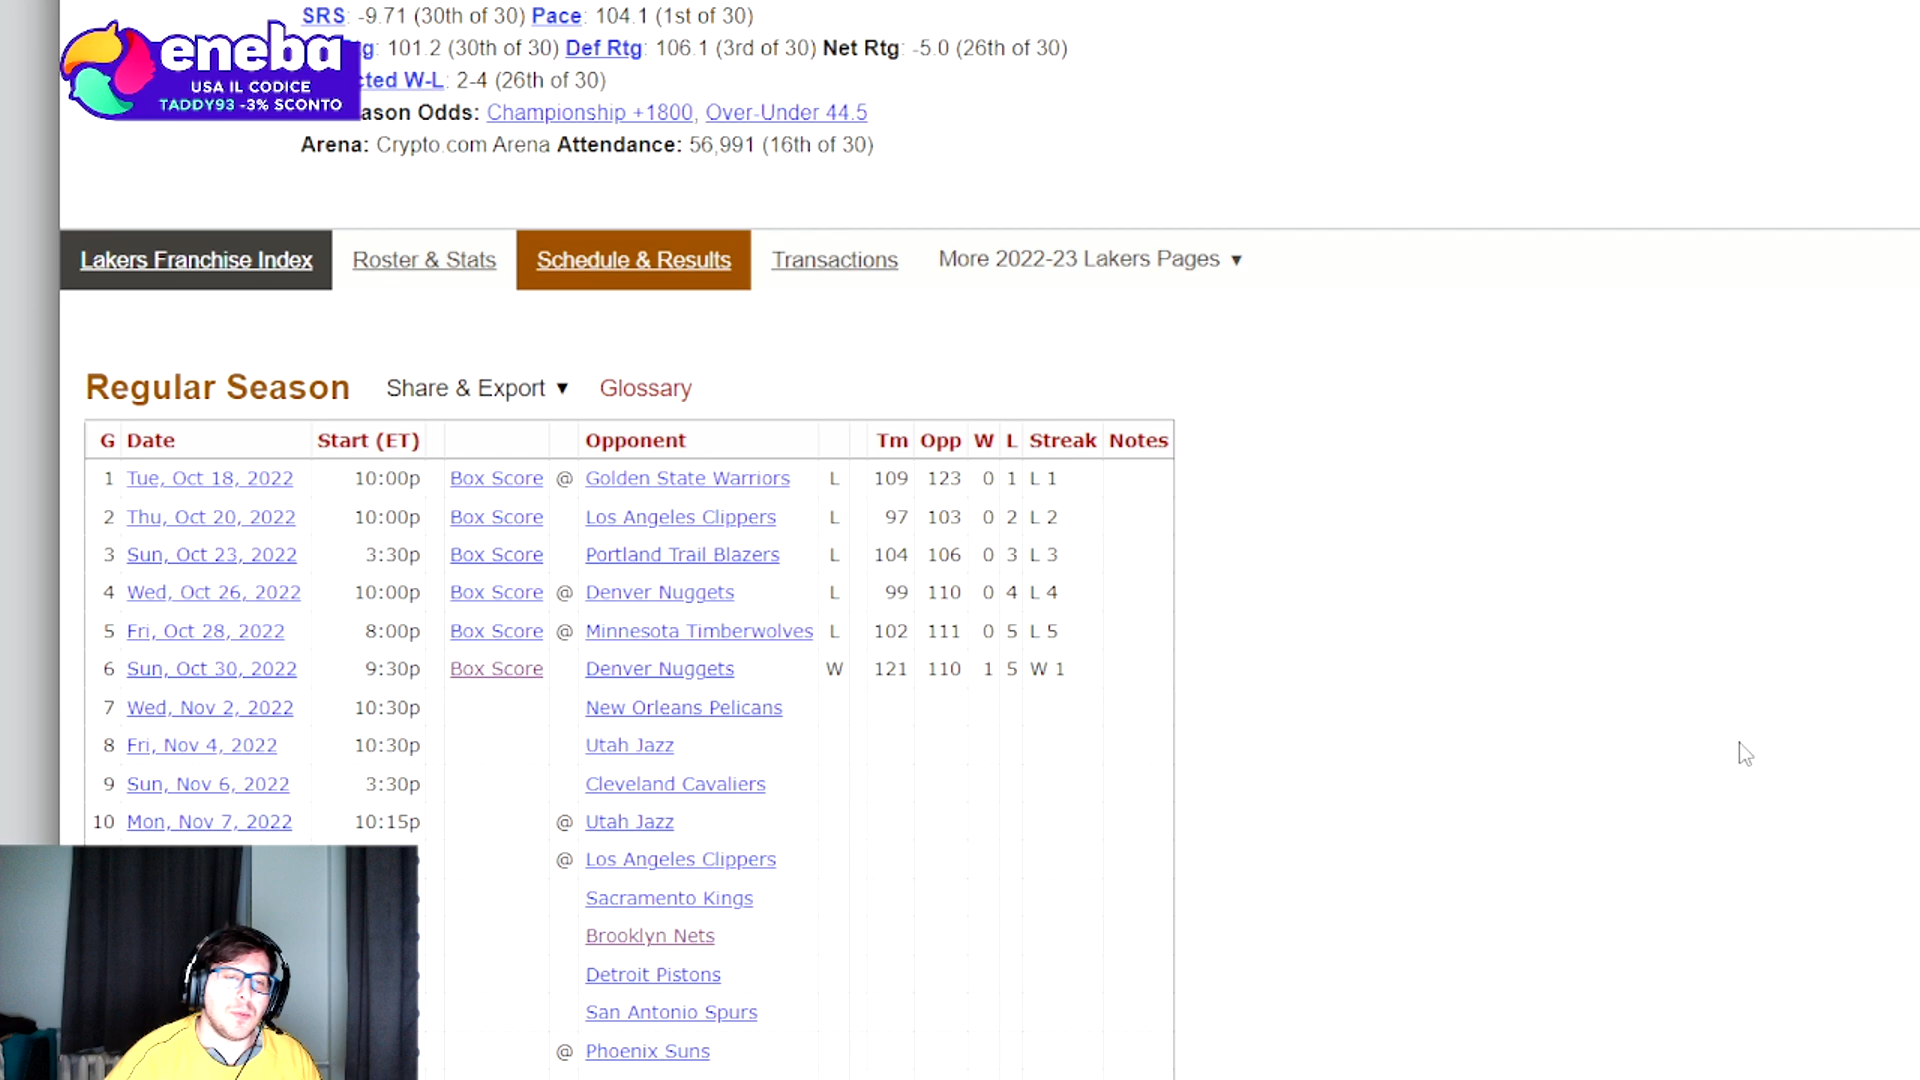 SRS: -9.71 (30th of 30) Pace: 104.1 (1st of 30)
g: 101.2 (30th of 30) Def Rtg: 106.1 (3rd of 30) Net Rtg: -5.0 (26th of 30)
cted W-L: 2-4 (26th of 30)
ason Odds: Championship +1800, Over-Under 44.5
Arena: Crypto.com Arena Attendance: 56,991 (16th of 30)
eneba
USA IL CODICE
TADDY93 -3% SCONTO
Lakers Franchise Index Roster & Stats Schedule & Results Transactions More 2022-23 Lakers Pages ▼
Regular Season Share & Export ▼ Glossary
G Date Start (ET) Opponent Tm Opp W L Streak Notes
1 Tue, Oct 18, 2022 10:00p Box Score @ Golden State Warriors L 109 123 0 1 L 1
2 Thu, Oct 20, 2022 10:00p Box Score Los Angeles Clippers L 97 103 0 2 L 2
3 Sun, Oct 23, 2022 3:30p Box Score Portland Trail Blazers L 104 106 0 3 L 3
4 Wed, Oct 26, 2022 10:00p Box Score @ Denver Nuggets L 99 110 0 4 L 4
5 Fri, Oct 28, 2022 8:00p Box Score @ Minnesota Timberwolves L 102 111 0 5 L 5
6 Sun, Oct 30, 2022 9:30p Box Score Denver Nuggets W 121 110 1 5 W 1
7 Wed, Nov 2, 2022 10:30p New Orleans Pelicans
8 Fri, Nov 4, 2022 10:30p Utah Jazz
9 Sun, Nov 6, 2022 3:30p Cleveland Cavaliers
10 Mon, Nov 7, 2022 10:15p @ Utah Jazz
@ Los Angeles Clippers
Sacramento Kings
Brooklyn Nets
Detroit Pistons
San Antonio Spurs
@ Phoenix Suns